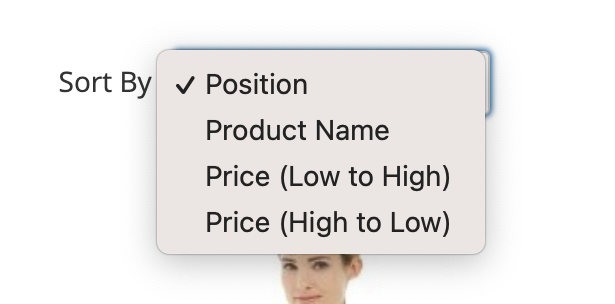 Sort By
✓ Position
Product Name
Price (Low to High)
Price (High to Low)